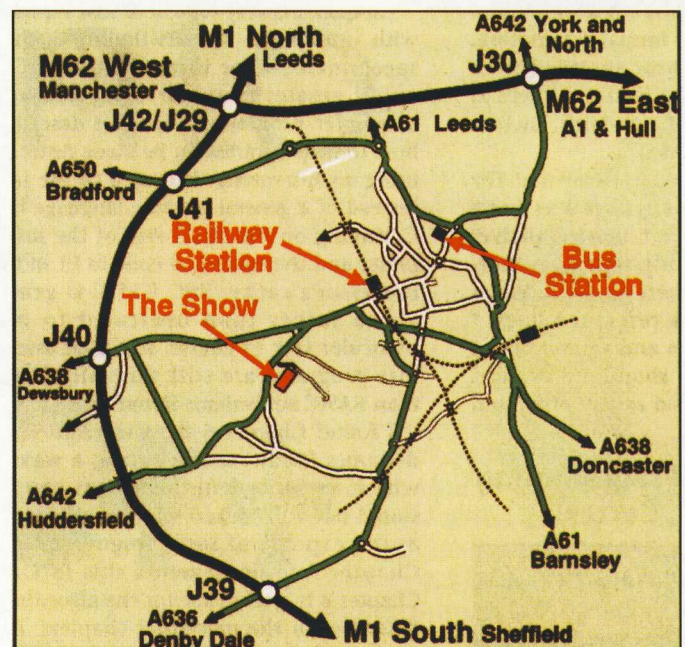 A642 York and
North
M1 North
Leeds
J30
M62 West
Manchester
M62 East
A1 & Hull
J42/J29
A61 Leeds
A650
Bradford
J41
Railway
Station
Bus
Station
The Show
J40
A638
Dewsbury
A638
Doncaster
A642
Huddersfield
A61
Barnsley
J39
A636
Denby Dale
M1 South Sheffield